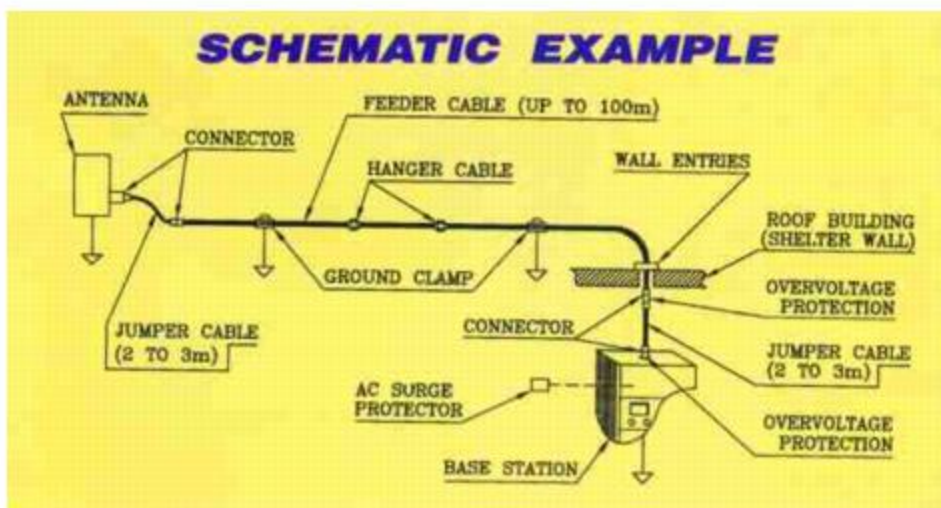 SCHEMATIC EXAMPLE
ANTENNA
FEEDER CABLE (UP TO 100m)
CONNECTOR
HANGER CABLE
WALL ENTRIES
ROOF BUILDING
(SHELTER WALL)
GROUND CLAMP
OVERVOLTAGE
PROTECTION
CONNECTOR
JUMPER CABLE
(2 TO 3m)
JUMPER CABLE
(2 TO 3m)
AC SURGE
PROTECTOR
OVERVOLTAGE
PROTECTION
BASE STATION